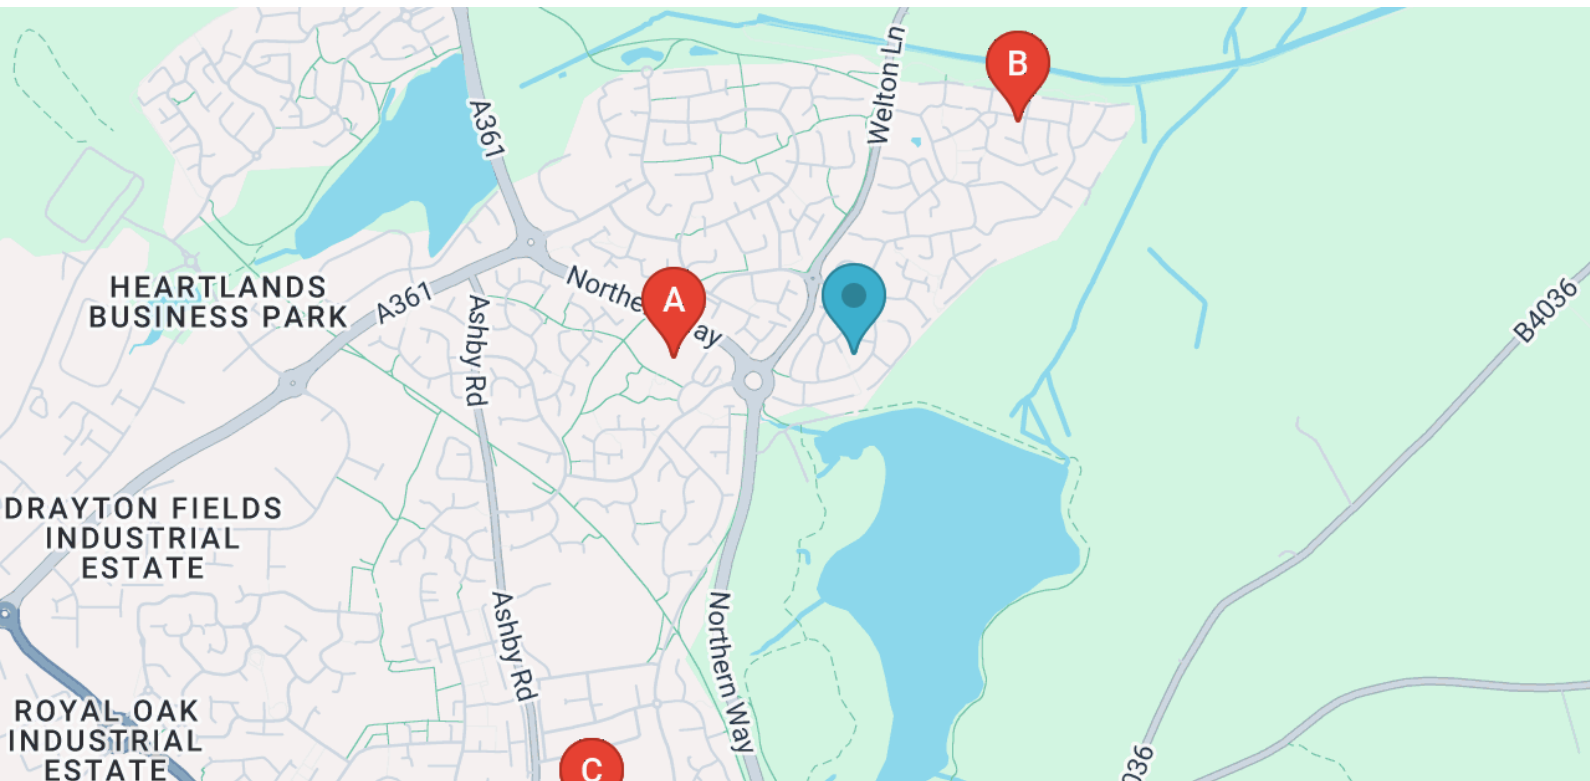 Welton Ln
B
A361
HEARTLANDS
BUSINESS PARK
A361
Northe
ay
A
B4036
Ashby Rd
DRAYTON FIELDS
INDUSTRIAL
ESTATE
Ashby Rd
Northern Way
ROYAL OAK
INDUSTRIAL
ESTATE
C
036